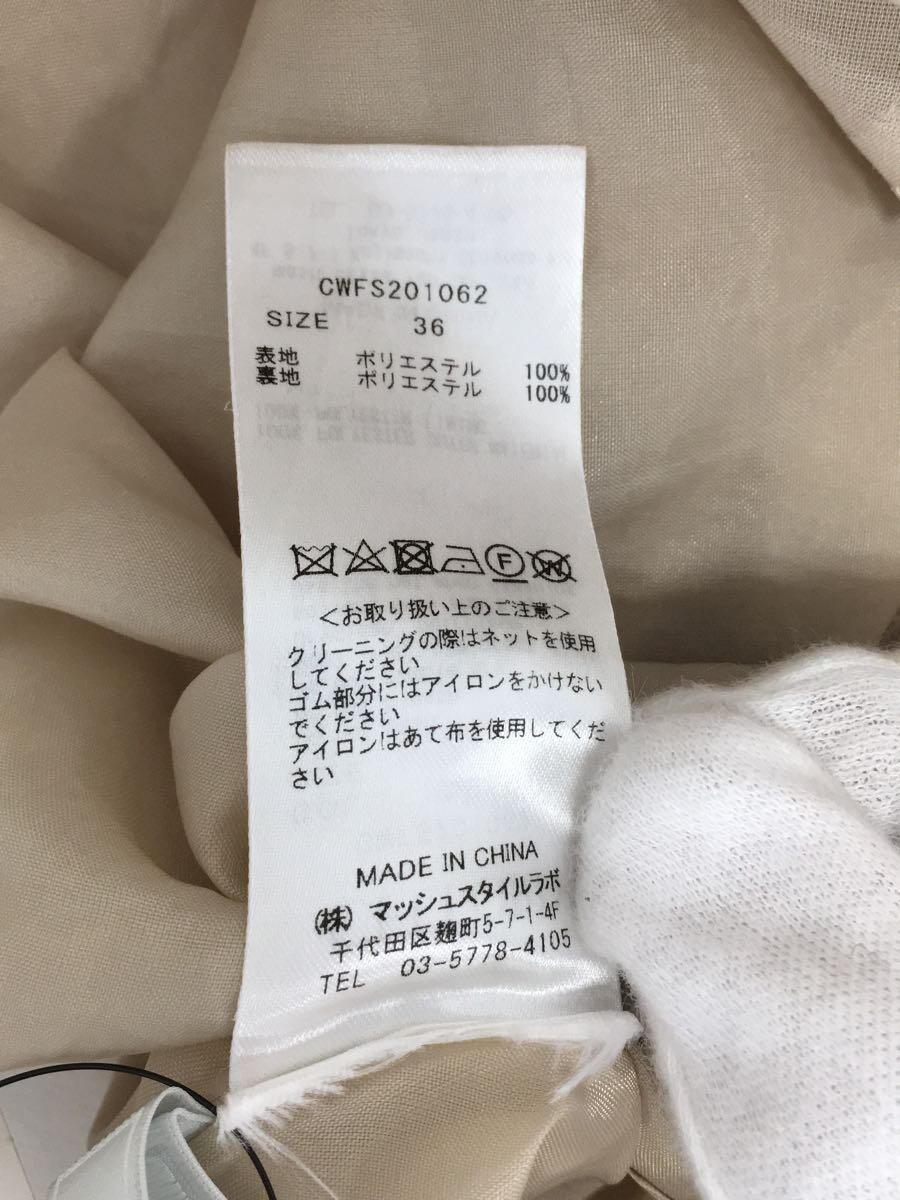 CWFS201062
SIZE 36
表地 ポリエステル 100%
裏地 ポリエステル 100%
F
W
<お取り扱い上のご注意>
クリーニングの際はネットを使用
してください
ゴム部分にはアイロンをかけない
でください
アイロンはあて布を使用してくだ
さい
MADE IN CHINA
(株) マッシュスタイルラボ
千代田区麹町5-7-1-4F
TEL 03-5778-4105